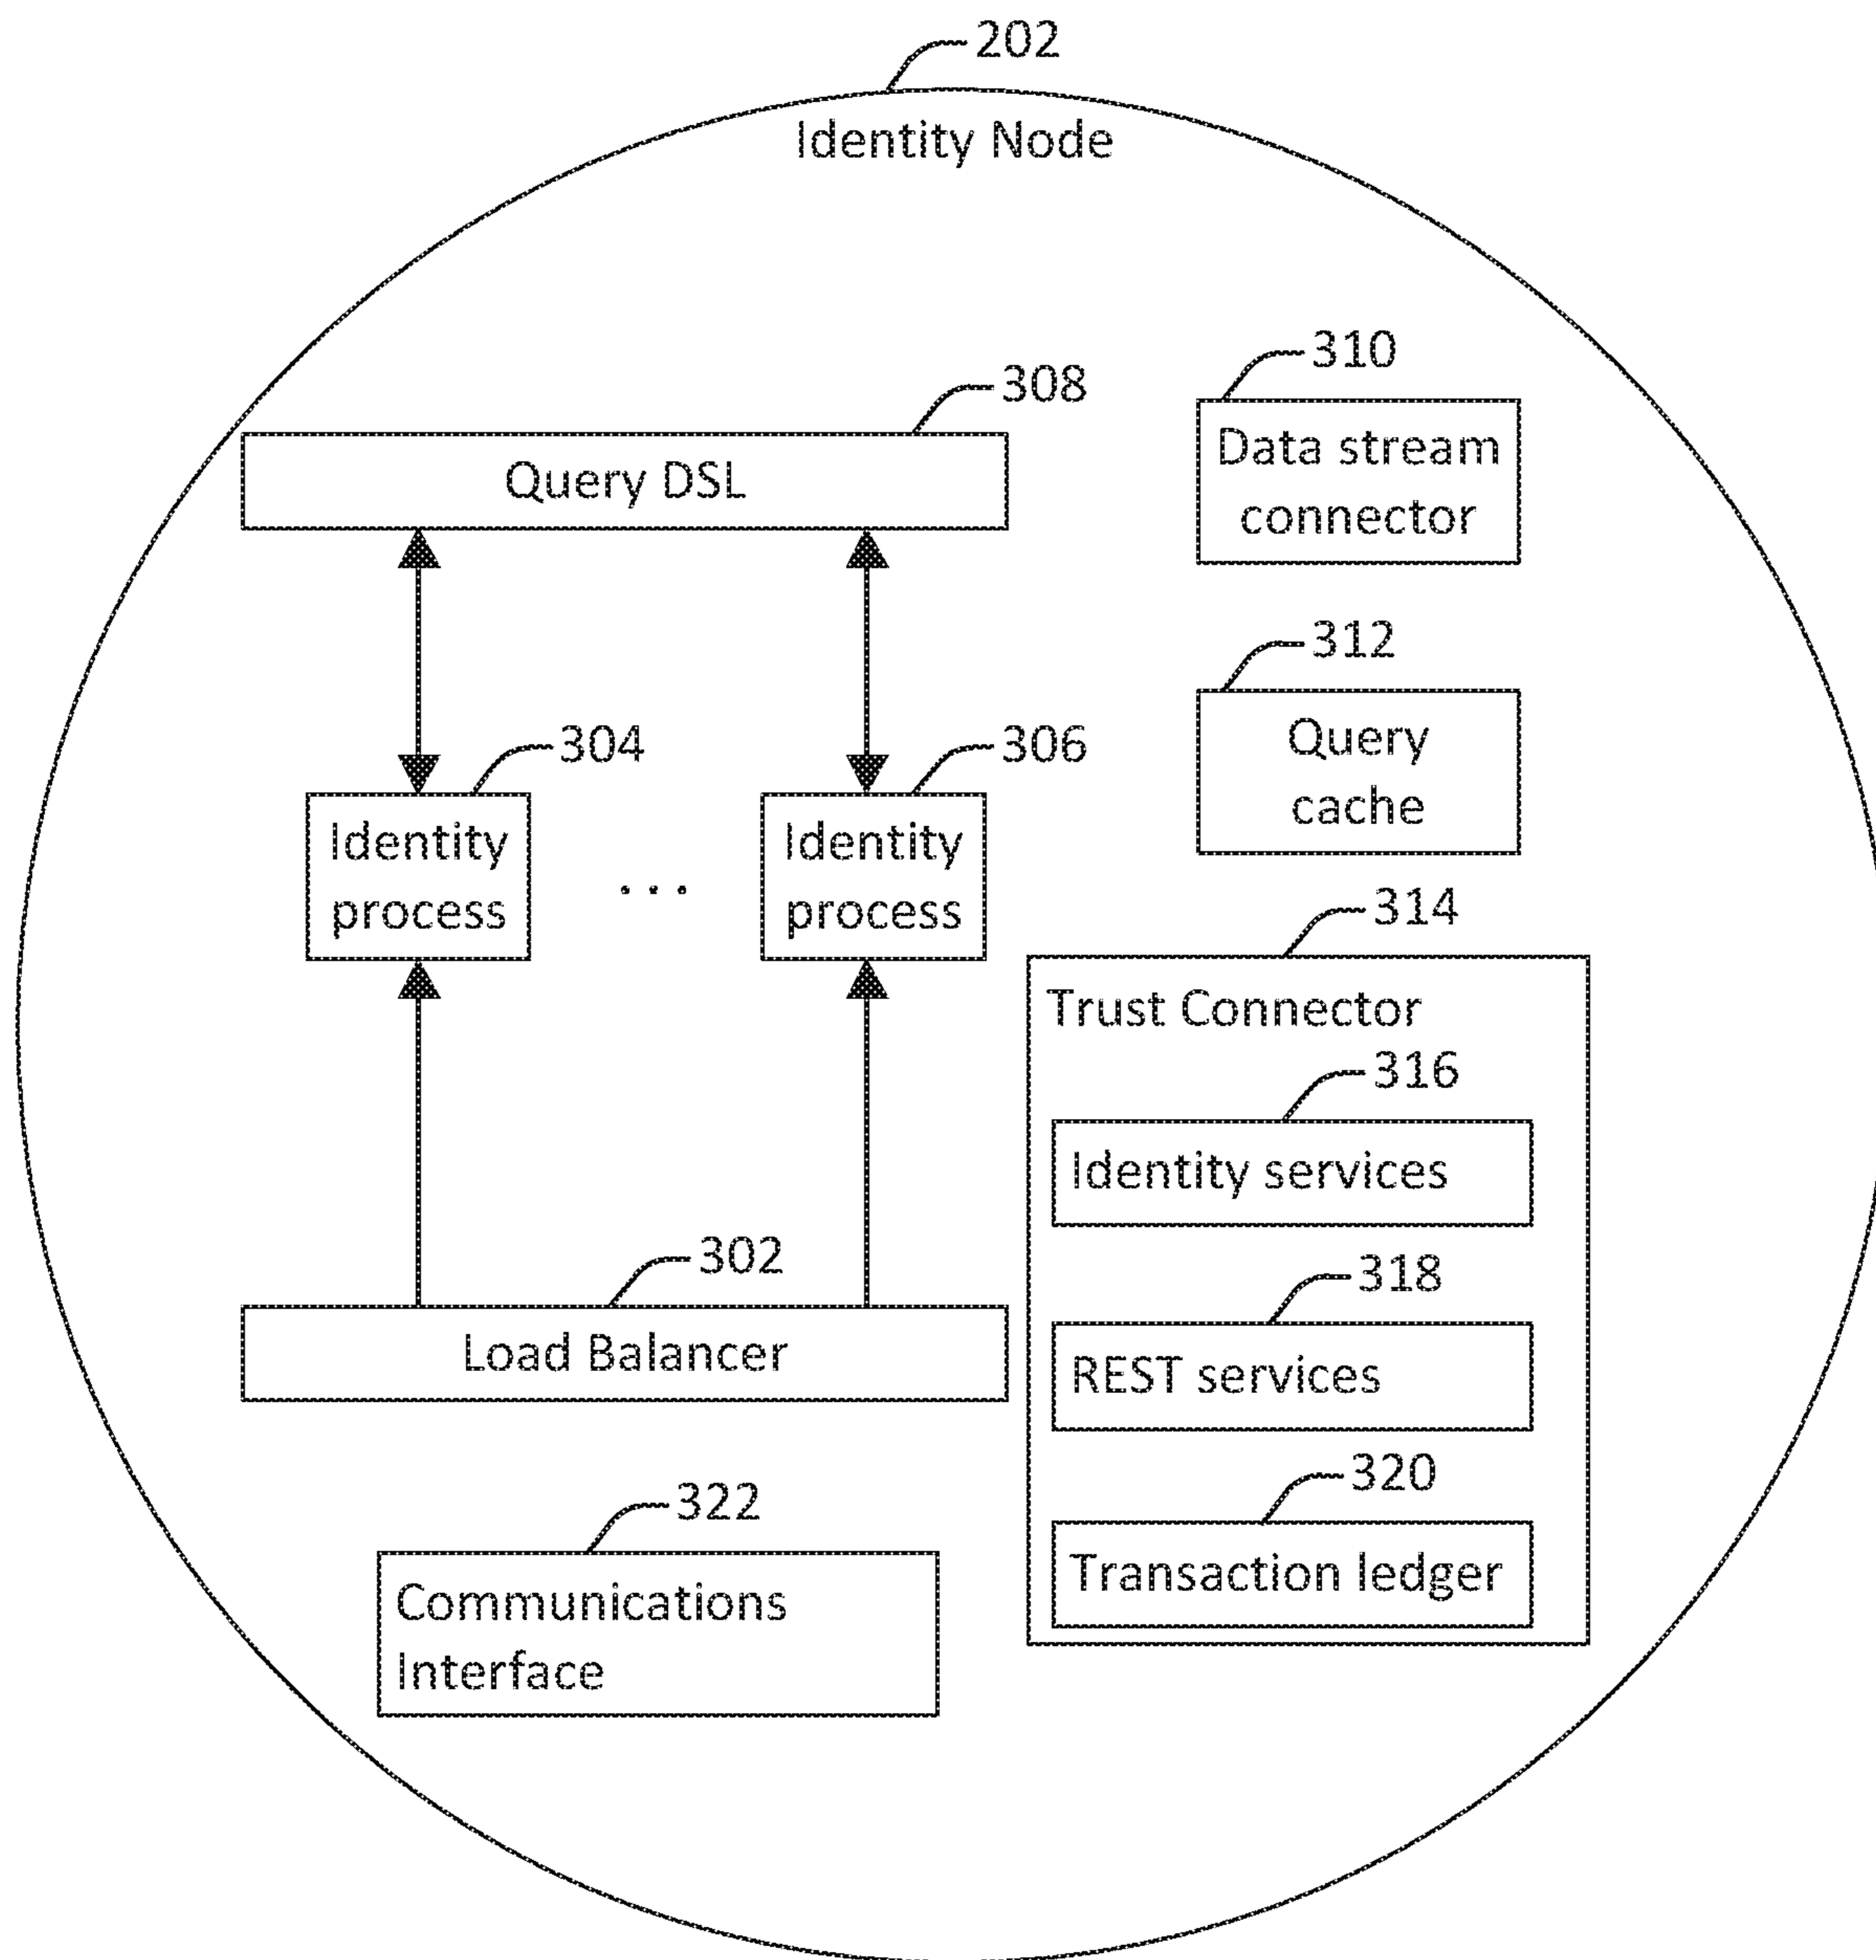 202
Identity Node
308
Query DSL
310
Data stream
connector
312
Query
cache
304
Identity
process
...
306
Identity
process
314
Trust Connector
316
Identity services
318
REST services
320
Transaction ledger
302
Load Balancer
322
Communications
Interface